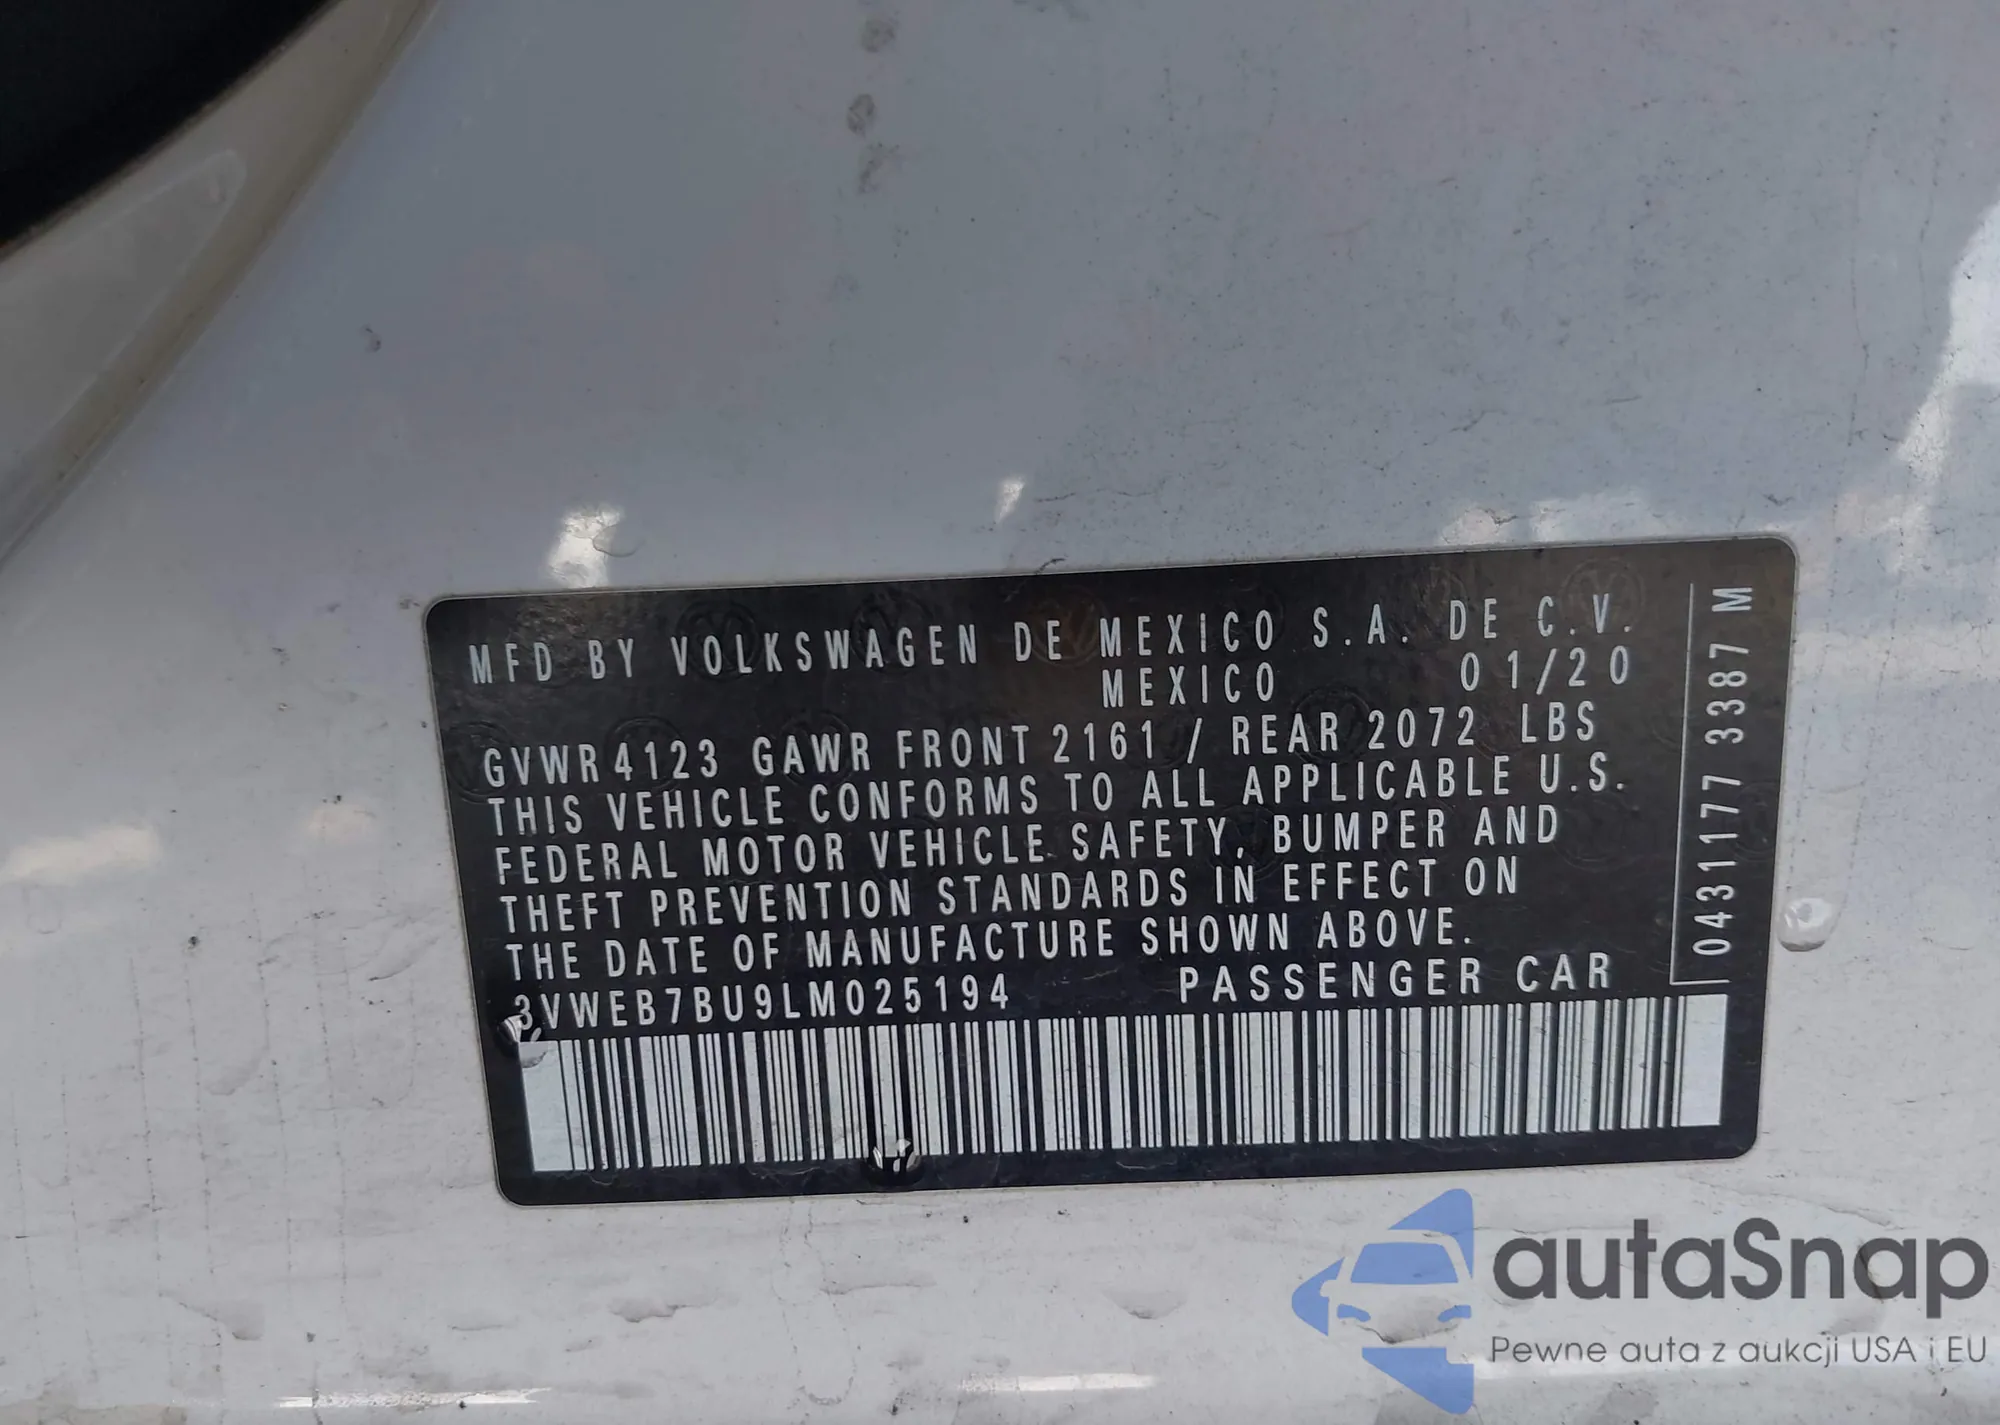 MFD BY VOLKSWAGEN DE MEXICO S.A. DE C.V.
MEXICO 01/20
GVWR 4123 GAWR FRONT 2161 / REAR 2072 LBS
THIS VEHICLE CONFORMS TO ALL APPLICABLE U.S.
FEDERAL MOTOR VEHICLE SAFETY, BUMPER AND
THEFT PREVENTION STANDARDS IN EFFECT ON
THE DATE OF MANUFACTURE SHOWN ABOVE.
3VWEB7BU9LM025194 PASSENGER CAR
0431177 3387 M
autaSnap
Pewne auta z aukcji USA i EU